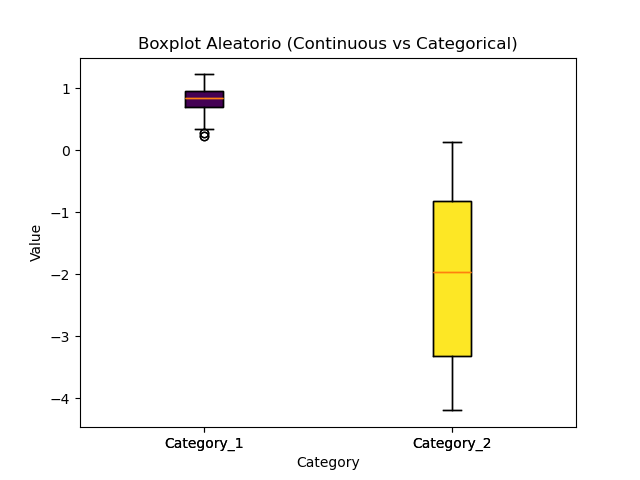 Boxplot Aleatorio (Continuous vs Categorical)
1
0
−1
−2
−3
−4
Value
Category_1
Category_2
Category